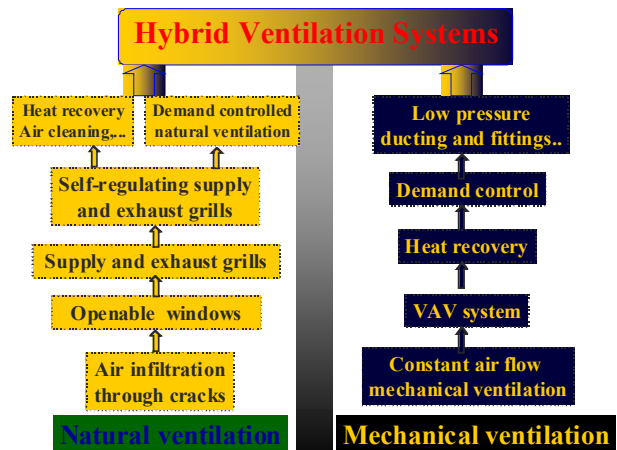 Hybrid Ventilation Systems
Heat recovery
Air cleaning,...
Demand controlled
natural ventilation
Self-regulating supply
and exhaust grills
Supply and exhaust grills
Openable windows
Air infiltration
through cracks
Natural ventilation
Low pressure
ducting and fittings..
Demand control
Heat recovery
VAV system
Constant air flow
mechanical ventilation
Mechanical ventilation